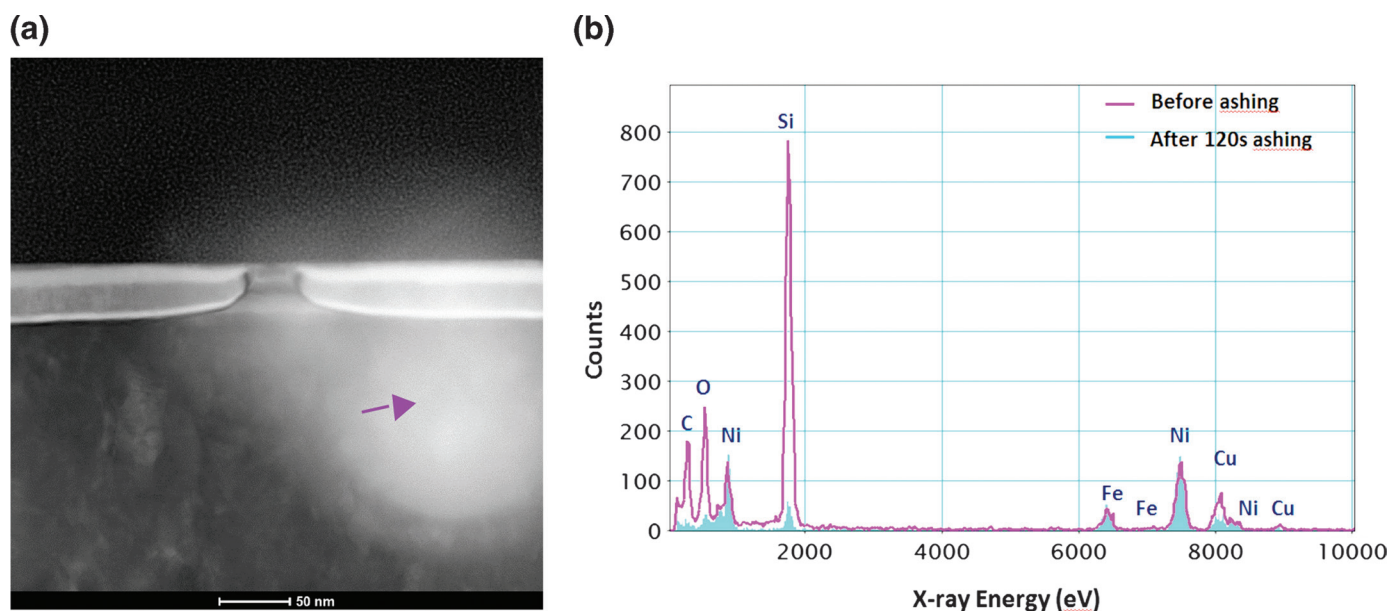 (a)
(b)
50 nm
Before ashing
After 120s ashing
Counts
800
700
600
500
400
300
200
100
0
C
O
Ni
Si
Fe
Fe
Ni
Cu
Ni
Cu
2000
4000
6000
8000
10000
X-ray Energy (eV)